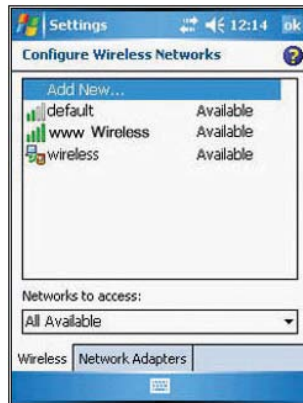 Settings 12:14 ok
Configure Wireless Networks ?
Add New...
default Available
www Wireless Available
wireless Available
Networks to access:
All Available
Wireless Network Adapters